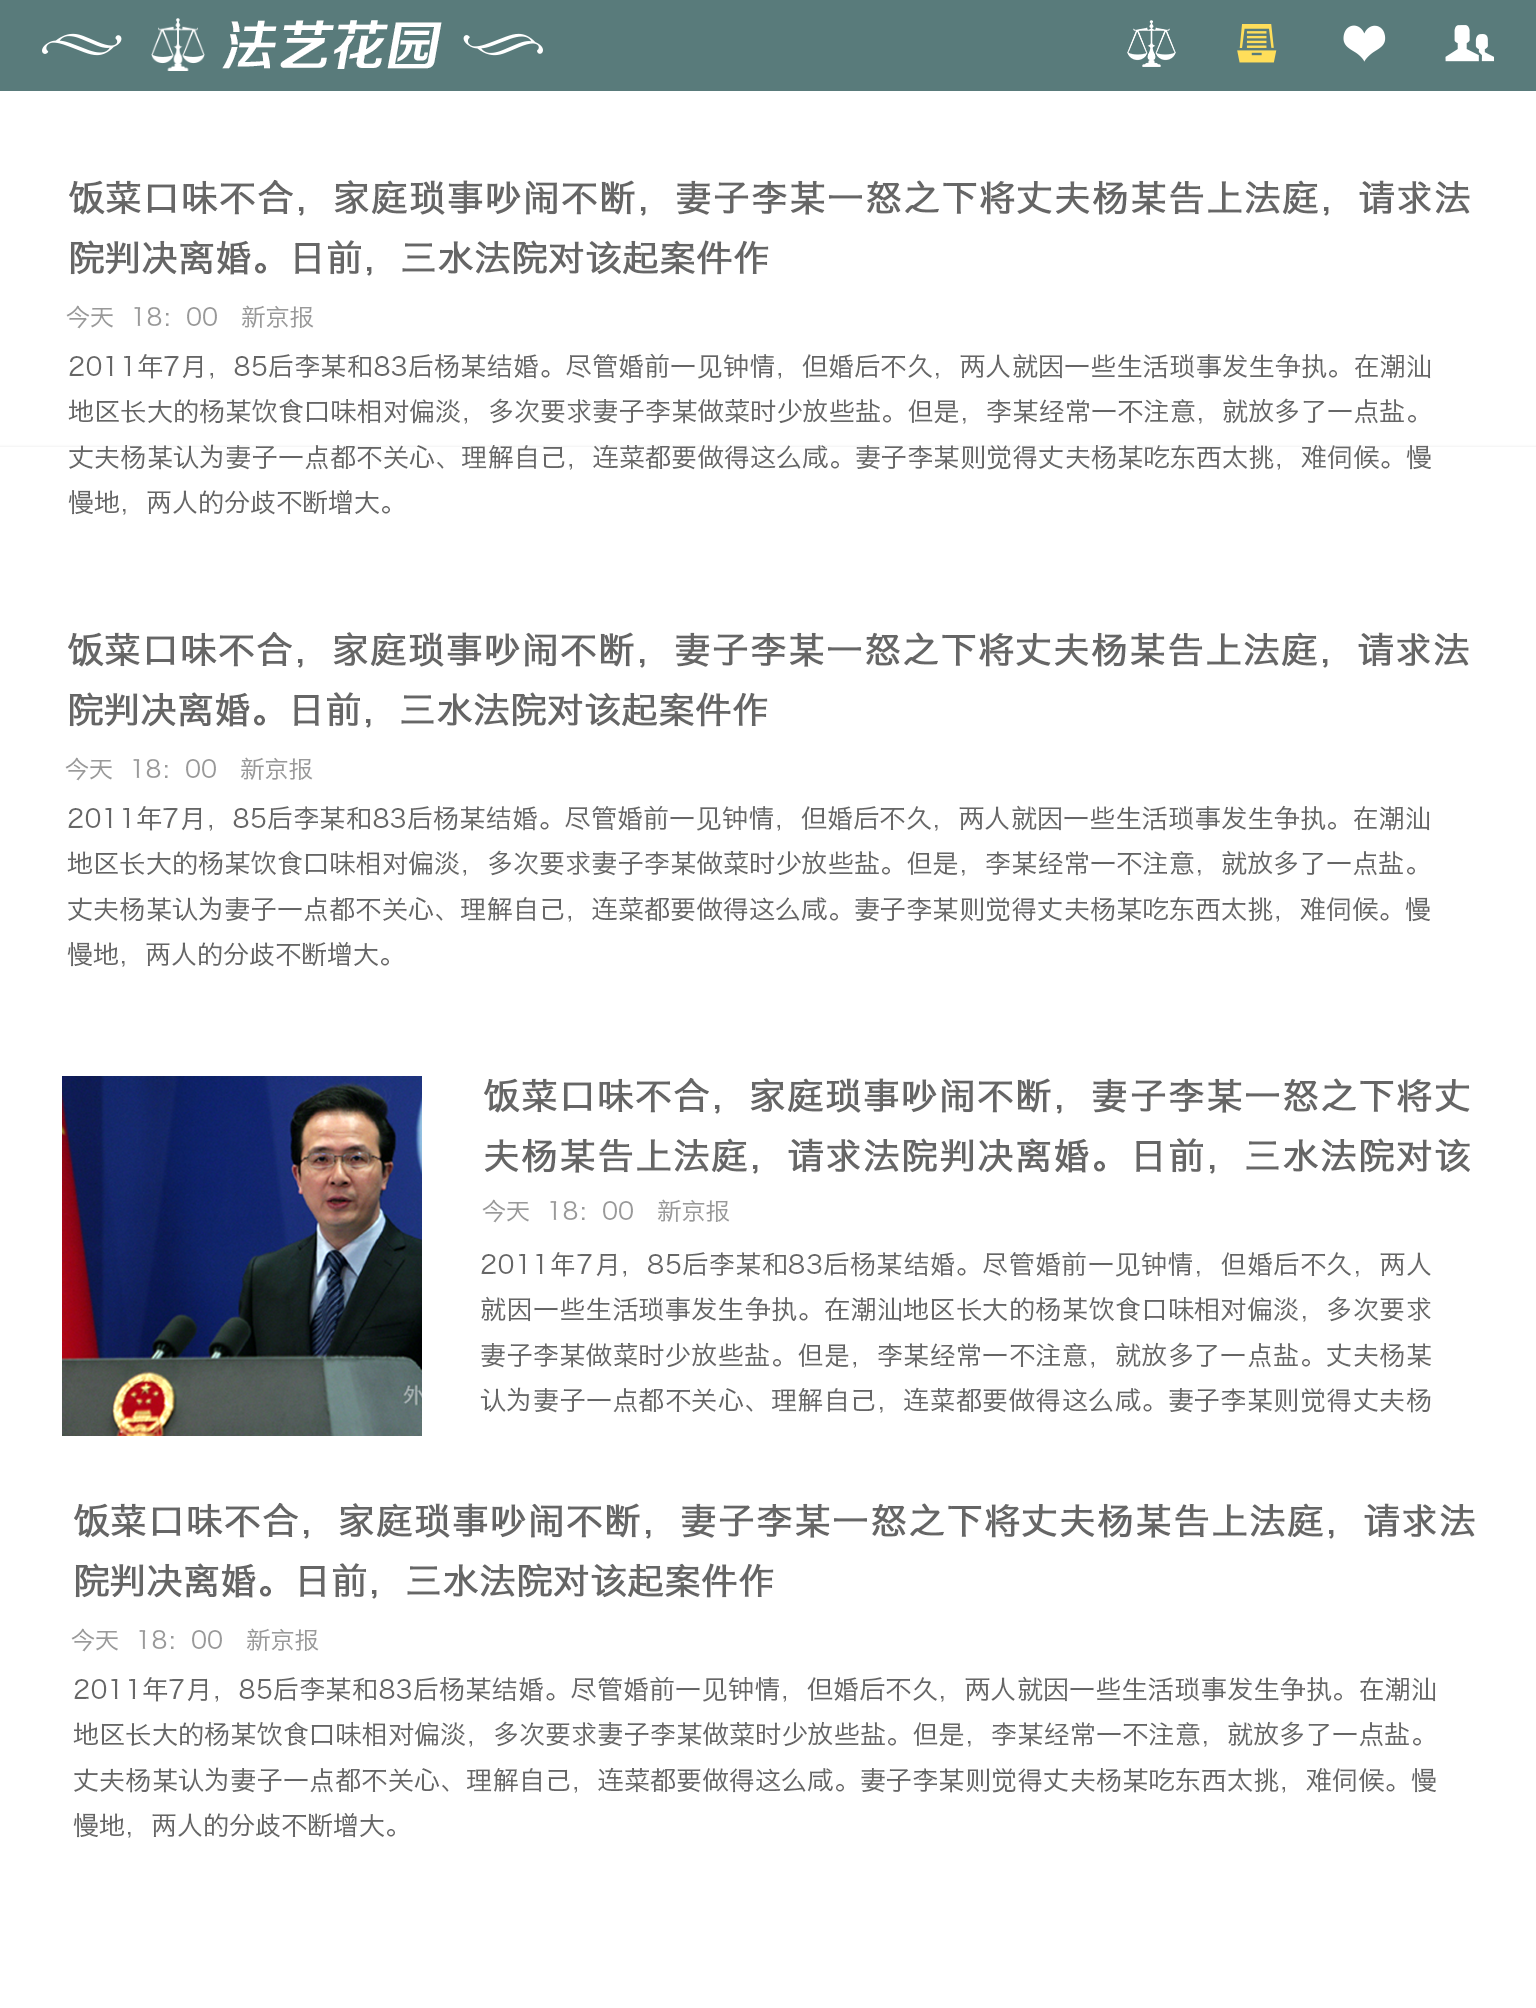 法艺花园
饭菜口味不合，家庭琐事吵闹不断，妻子李某一怒之下将丈夫杨某告上法庭，请求法
院判决离婚。日前，三水法院对该起案件作
今天 18：00 新京报
2011年7月，85后李某和83后杨某结婚。尽管婚前一见钟情，但婚后不久，两人就因一些生活琐事发生争执。在潮汕
地区长大的杨某饮食口味相对偏淡，多次要求妻子李某做菜时少放些盐。但是，李某经常一不注意，就放多了一点盐。
丈夫杨某认为妻子一点都不关心、理解自己，连菜都要做得这么咸。妻子李某则觉得丈夫杨某吃东西太挑，难伺候。慢
慢地，两人的分歧不断增大。
饭菜口味不合，家庭琐事吵闹不断，妻子李某一怒之下将丈夫杨某告上法庭，请求法
院判决离婚。日前，三水法院对该起案件作
今天 18：00 新京报
2011年7月，85后李某和83后杨某结婚。尽管婚前一见钟情，但婚后不久，两人就因一些生活琐事发生争执。在潮汕
地区长大的杨某饮食口味相对偏淡，多次要求妻子李某做菜时少放些盐。但是，李某经常一不注意，就放多了一点盐。
丈夫杨某认为妻子一点都不关心、理解自己，连菜都要做得这么咸。妻子李某则觉得丈夫杨某吃东西太挑，难伺候。慢
慢地，两人的分歧不断增大。
外
饭菜口味不合，家庭琐事吵闹不断，妻子李某一怒之下将丈
夫杨某告上法庭，请求法院判决离婚。日前，三水法院对该
今天 18：00 新京报
2011年7月，85后李某和83后杨某结婚。尽管婚前一见钟情，但婚后不久，两人
就因一些生活琐事发生争执。在潮汕地区长大的杨某饮食口味相对偏淡，多次要求
妻子李某做菜时少放些盐。但是，李某经常一不注意，就放多了一点盐。丈夫杨某
认为妻子一点都不关心、理解自己，连菜都要做得这么咸。妻子李某则觉得丈夫杨
饭菜口味不合，家庭琐事吵闹不断，妻子李某一怒之下将丈夫杨某告上法庭，请求法
院判决离婚。日前，三水法院对该起案件作
今天 18：00 新京报
2011年7月，85后李某和83后杨某结婚。尽管婚前一见钟情，但婚后不久，两人就因一些生活琐事发生争执。在潮汕
地区长大的杨某饮食口味相对偏淡，多次要求妻子李某做菜时少放些盐。但是，李某经常一不注意，就放多了一点盐。
丈夫杨某认为妻子一点都不关心、理解自己，连菜都要做得这么咸。妻子李某则觉得丈夫杨某吃东西太挑，难伺候。慢
慢地，两人的分歧不断增大。